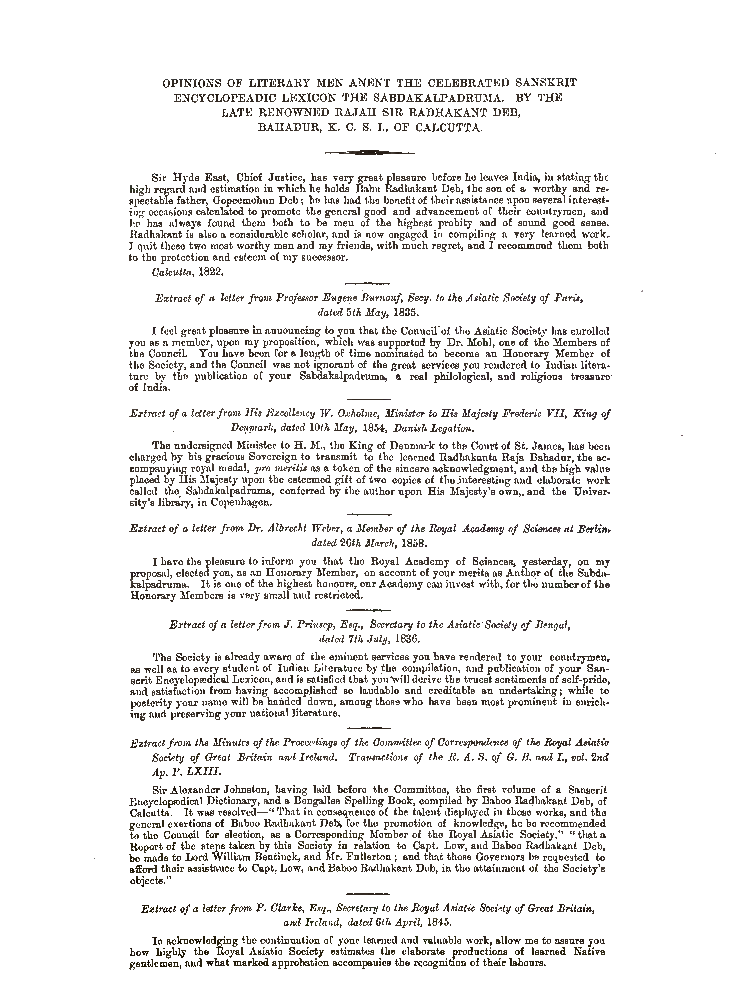 OPINIONS OF LITERARY MEN ANENT THE CELEBRATED SANSKRIT
ENCYCLOPEADIC LEXICON THE SABDAKALPADRUMA. BY THE
LATE RENOWNED RAJAH SIR RADHAKANT DEB,
BAHADUR, K. C. S. I., OF CALCUTTA.
Sir Hyde East, Chief Justice, has very great pleasure before he leaves India, in stating the
high regard and estimation in which he holds Babu Radhakant Deb, the son of a worthy and re-
spectable father, Gopeemohun Deb; he has had the benefit of their assistance upon several interest-
ing occasions calculated to promote the general good and advancement of their countrymen, and
he has always found them both to be men of the highest probity and of sound good sense.
Radhakant is also a considerable scholar, and is now engaged in compiling a very learned work.
I quit these two most worthy men and my friends, with much regret, and I recommend them both
to the protection and esteem of my successor.
Calcutta, 1822.
Extract of a letter from Professor Eugene Burnouf, Secy. to the Asiatic Society of Paris,
dated 5th May, 1835.
I feel great pleasure in announcing to you that the Council of the Asiatic Society has enrolled
you as a member, upon my proposition, which was supported by Dr. Mohl, one of the Members of
the Council. You have been for a length of time nominated to become an Honorary Member of
the Society, and the Council was not ignorant of the great services you rendered to Indian litera-
ture by the publication of your Sabdakalpadruma, a real philological, and religious treasure
of India.
Extract of a letter from His Excellency W. Oxholme, Minister to His Majesty Frederic VII, King of
Denmark, dated 10th May, 1854, Danish Legation.
The undersigned Minister to H. M., the King of Denmark to the Court of St. James, has been
charged by his gracious Sovereign to transmit to the learned Radhakanta Raja Bahadur, the ac-
companying royal medal, pro meritis as a token of the sincere acknowledgment, and the high value
placed by His Majesty upon the esteemed gift of two copies of the interesting and elaborate work
called the Sabdakalpadruma, conferred by the author upon His Majesty's own, and the Univer-
sity's library, in Copenhagen.
Extract of a letter from Dr. Albrecht Weber, a Member of the Royal Academy of Sciences at Berlin,
dated 26th March, 1858.
I have the pleasure to inform you that the Royal Academy of Sciences, yesterday, on my
proposal, elected you, as an Honorary Member, on account of your merits as Author of the Subda-
kalpadruma. It is one of the highest honours, our Academy can invest with, for the number of the
Honorary Members is very small and restricted.
Extract of a letter from J. Prinsep, Esq., Secretary to the Asiatic Society of Bengal,
dated 7th July, 1836.
The Society is already aware of the eminent services you have rendered to your countrymen,
as well as to every student of Indian Literature by the compilation, and publication of your San-
scrit Encyclopædical Lexicon, and is satisfied that you will derive the truest sentiments of self-pride,
and satisfaction from having accomplished so laudable and creditable an undertaking; while to
posterity your name will be handed down, among those who have been most prominent in enrich-
ing and preserving your national literature.
Extract from the Minutes of the Proceedings of the Committee of Correspondence of the Royal Asiatic
Society of Great Britain and Ireland. Transactions of the R. A. S. of G. B. and I., vol. 2nd
Ap. P. LXIII.
Sir Alexander Johnston, having laid before the Committee, the first volume of a Sanscrit
Encyclopædical Dictionary, and a Bengallee Spelling Book, compiled by Baboo Radhakant Deb, of
Calcutta. It was resolved—"That in consequence of the talent displayed in those works, and the
general exertions of Baboo Radhakant Deb, for the promotion of knowledge, he be recommended
to the Council for election, as a Corresponding Member of the Royal Asiatic Society," "that a
Report of the steps taken by this Society in relation to Capt. Low, and Baboo Radhakant Deb,
be made to Lord William Bentinck, and Mr. Fullerton; and that those Governors be requested to
afford their assistance to Capt. Low, and Baboo Radhakant Deb, in the attainment of the Society's
objects."
Extract of a letter from P. Clarke, Esq., Secretary to the Royal Asiatic Society of Great Britain,
and Ireland, dated 6th April, 1845.
In acknowledging the continuation of your learned and valuable work, allow me to assure you
how highly the Royal Asiatic Society estimates the elaborate productions of learned Native
gentlemen, and what marked approbation accompanies the recognition of their labours.